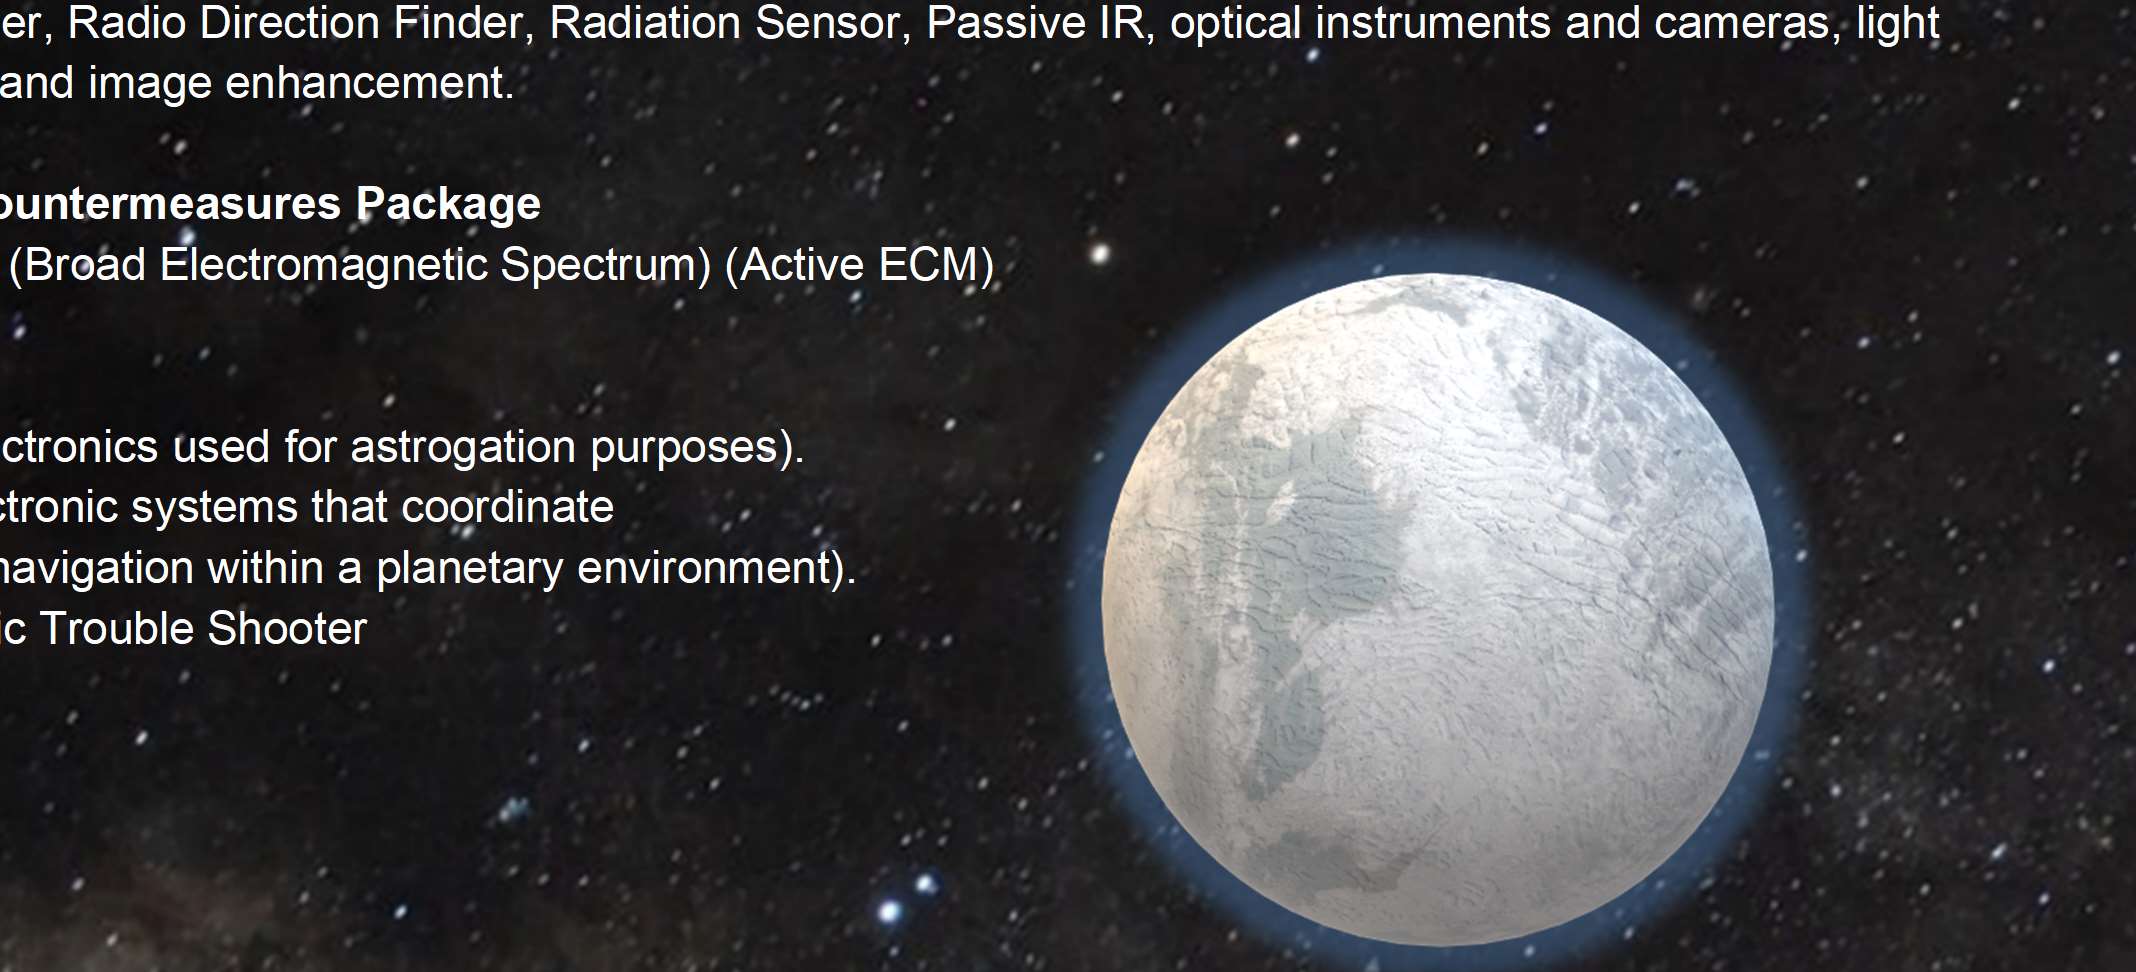 er, Radio Direction Finder, Radiation Sensor, Passive IR, optical instruments and cameras, light
and image enhancement.
ountermeasures Package
(Broad Electromagnetic Spectrum) (Active ECM)
ctronics used for astrogation purposes).
ctronic systems that coordinate
navigation within a planetary environment).
ic Trouble Shooter